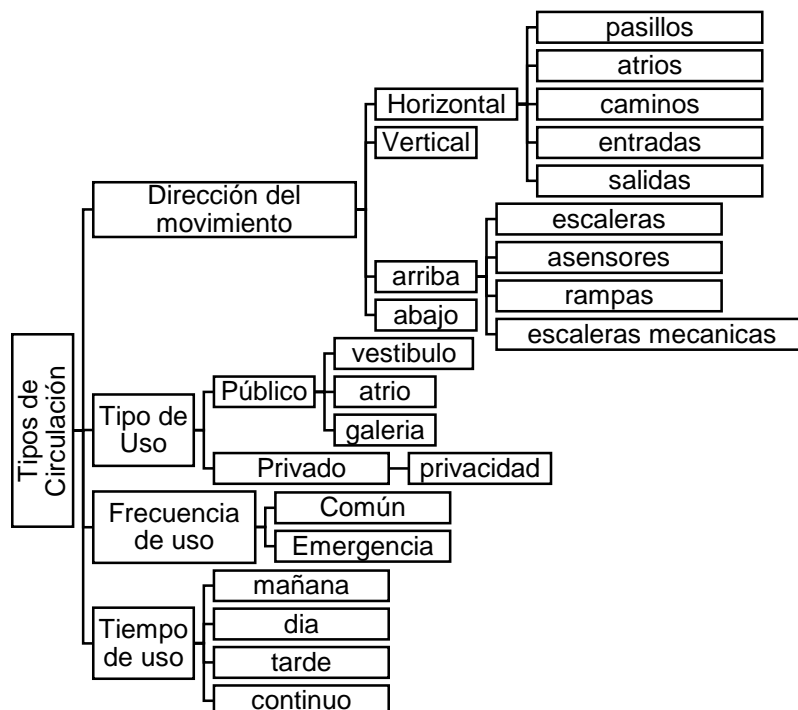 Tipos de
Circulación
Dirección del
movimiento
Horizontal
pasillos
atrios
caminos
entradas
salidas
Vertical
arriba
escaleras
asensores
rampas
escaleras mecanicas
abajo
Tipo de
Uso
Público
vestibulo
atrio
galeria
Privado
privacidad
Frecuencia
de uso
Común
Emergencia
Tiempo
de uso
mañana
dia
tarde
continuo